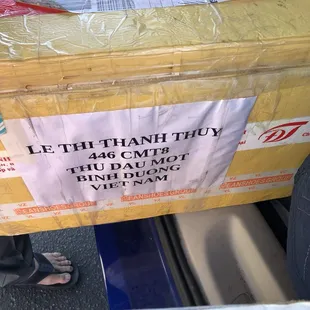 LE THI THANH THUY
446 CMT8
THU DAU MOT
BINH DUONG
VIET NAM